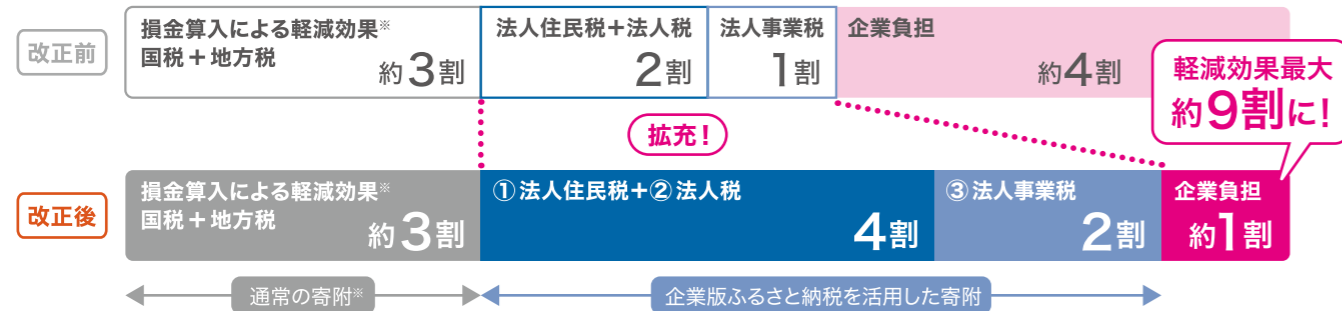 改正前
損金算入による軽減効果※
国税+地方税
約3割
法人住民税+法人税
2割
法人事業税
1割
企業負担
約4割
軽減効果最大
約9割に!
拡充!
改正後
損金算入による軽減効果※
国税+地方税
約3割
①法人住民税+②法人税
4割
③法人事業税
2割
企業負担
約1割
通常の寄附※
企業版ふるさと納税を活用した寄附